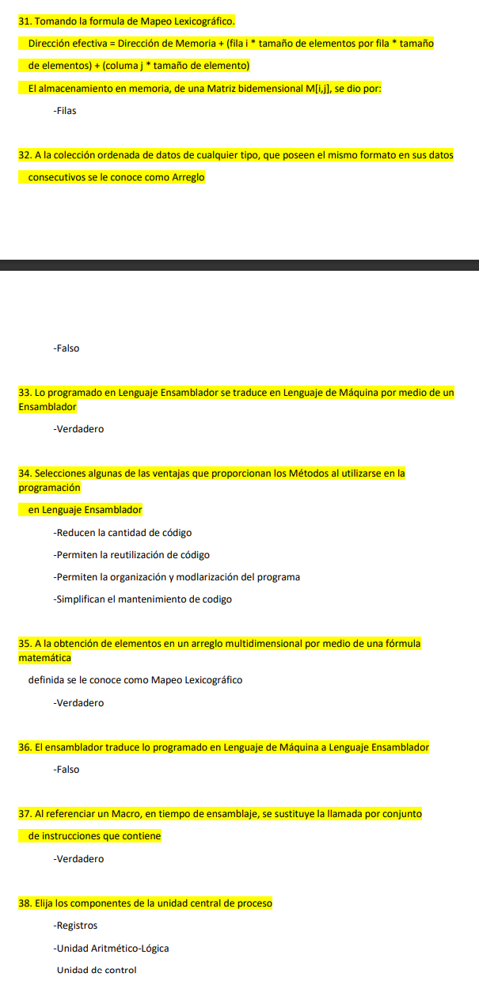 31. Tomando la formula de Mapeo Lexicográfico.
Dirección efectiva = Dirección de Memoria + (fila i * tamaño de elementos por fila * tamaño
de elementos) + (columa j * tamaño de elemento)
El almacenamiento en memoria, de una Matriz bidemensional M[i,j], se dio por:
-Filas
32. A la colección ordenada de datos de cualquier tipo, que poseen el mismo formato en sus datos
consecutivos se le conoce como Arreglo
-Falso
33. Lo programado en Lenguaje Ensamblador se traduce en Lenguaje de Máquina por medio de un
Ensamblador
-Verdadero
34. Selecciones algunas de las ventajas que proporcionan los Métodos al utilizarse en la
programación
en Lenguaje Ensamblador
-Reducen la cantidad de código
-Permiten la reutilización de código
-Permiten la organización y modlarización del programa
-Simplifican el mantenimiento de codigo
35. A la obtención de elementos en un arreglo multidimensional por medio de una fórmula
matemática
definida se le conoce como Mapeo Lexicográfico
-Verdadero
36. El ensamblador traduce lo programado en Lenguaje de Máquina a Lenguaje Ensamblador
-Falso
37. Al referenciar un Macro, en tiempo de ensamblaje, se sustituye la llamada por conjunto
de instrucciones que contiene
-Verdadero
38. Elija los componentes de la unidad central de proceso
-Registros
-Unidad Aritmético-Lógica
Unidad de control